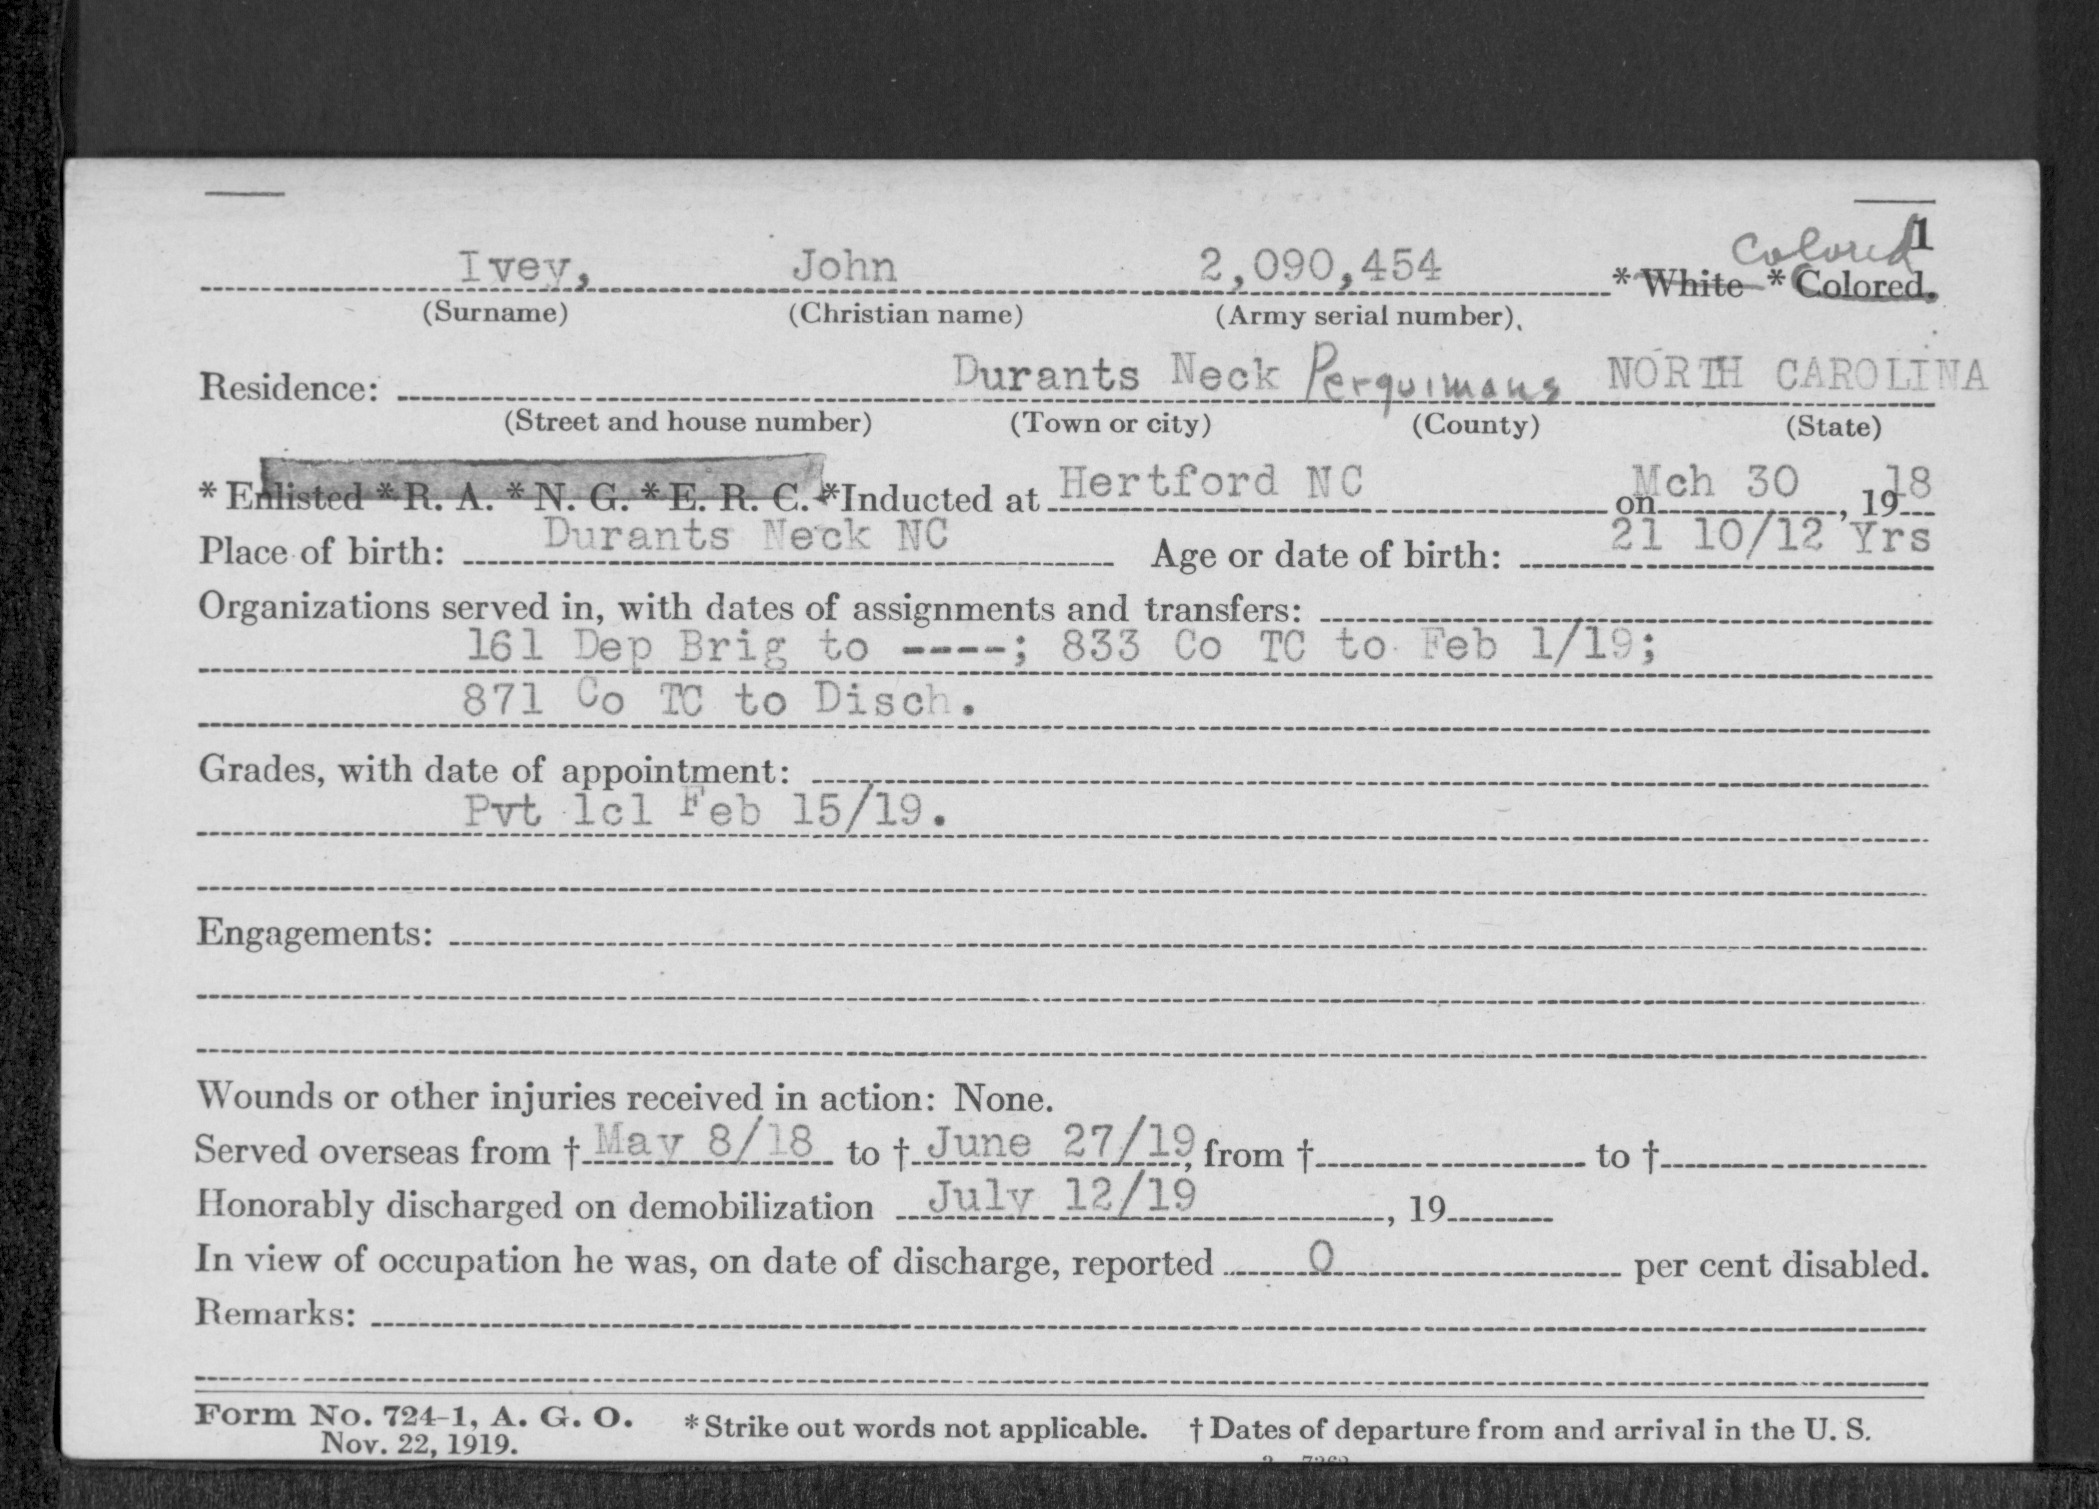 1
Colored
Ivey, John 2,090,454 * White * Colored.
(Surname) (Christian name) (Army serial number)
Residence: Durants Neck Perquimans NORTH CAROLINA
(Street and house number) (Town or city) (County) (State)
* Enlisted * R. A. * N. G. * E. R. C. *Inducted at Hertford NC on Mch 30, 1918
Place of birth: Durants Neck NC Age or date of birth: 21 10/12 Yrs
Organizations served in, with dates of assignments and transfers:
161 Dep Brig to ----; 833 Co TC to Feb 1/19;
871 Co TC to Disch.
Grades, with date of appointment:
Pvt 1cl Feb 15/19.
Engagements:
Wounds or other injuries received in action: None.
Served overseas from † May 8/18 to † June 27/19, from † to †
Honorably discharged on demobilization July 12/19, 19
In view of occupation he was, on date of discharge, reported 0 per cent disabled.
Remarks:
Form No. 724-1, A. G. O. * Strike out words not applicable. † Dates of departure from and arrival in the U. S.
Nov. 22, 1919.